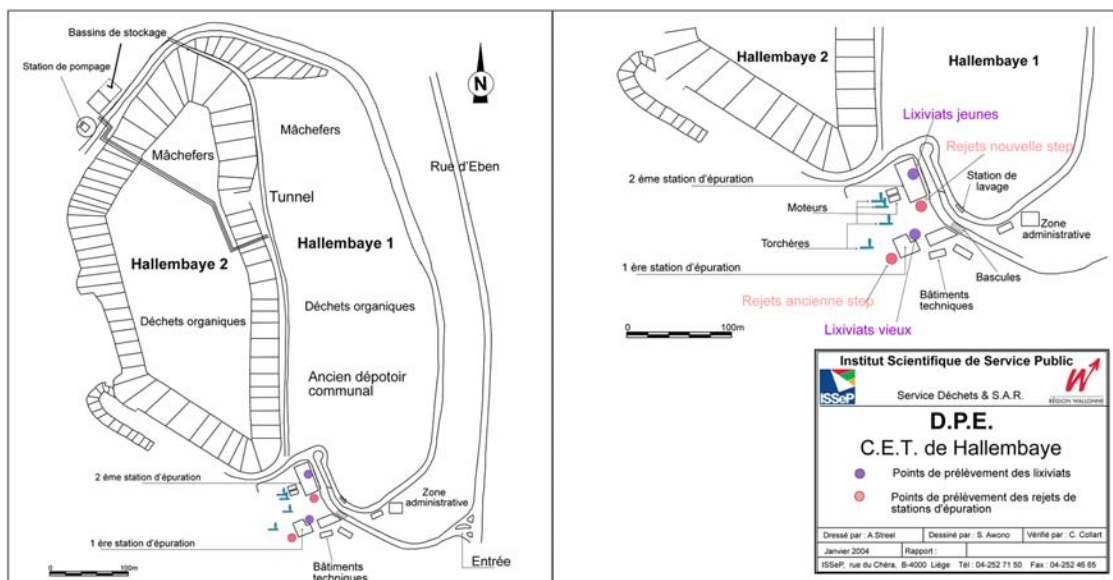 Bassins de stockage
Station de pompage
N
Mâchefers
Mâchefers
Rue d'Eben
Tunnel
Hallembaye 1
Hallembaye 2
Déchets organiques
Déchets organiques
Ancien dépotoir
communal
2 ème station d'épuration
Zone
administrative
1 ère station d'épuration
Entrée
Bâtiments
techniques
0
100m
Hallembaye 2
Hallembaye 1
Lixiviats jeunes
Rejets nouvelle step
2 ème station d'épuration
Station de
lavage
Moteurs
Zone
administrative
Torchères
1 ère station d'épuration
Bascules
Rejets ancienne step
Bâtiments
techniques
Lixiviats vieux
0
100m
Institut Scientifique de Service Public
ISSeP
Service Déchets & S.A.R.
RÉGION WALLONNE
D.P.E.
C.E.T. de Hallembaye
Points de prélèvement des lixiviats
Points de prélèvement des rejets de
stations d'épuration
Dressé par : A.Streel
Dessiné par : S. Awono
Vérifié par : C. Collart
Janvier 2004
Rapport :
ISSeP, rue du Chéra, B-4000 Liège Tél : 04-252 71 50 Fax : 04-252 46 65